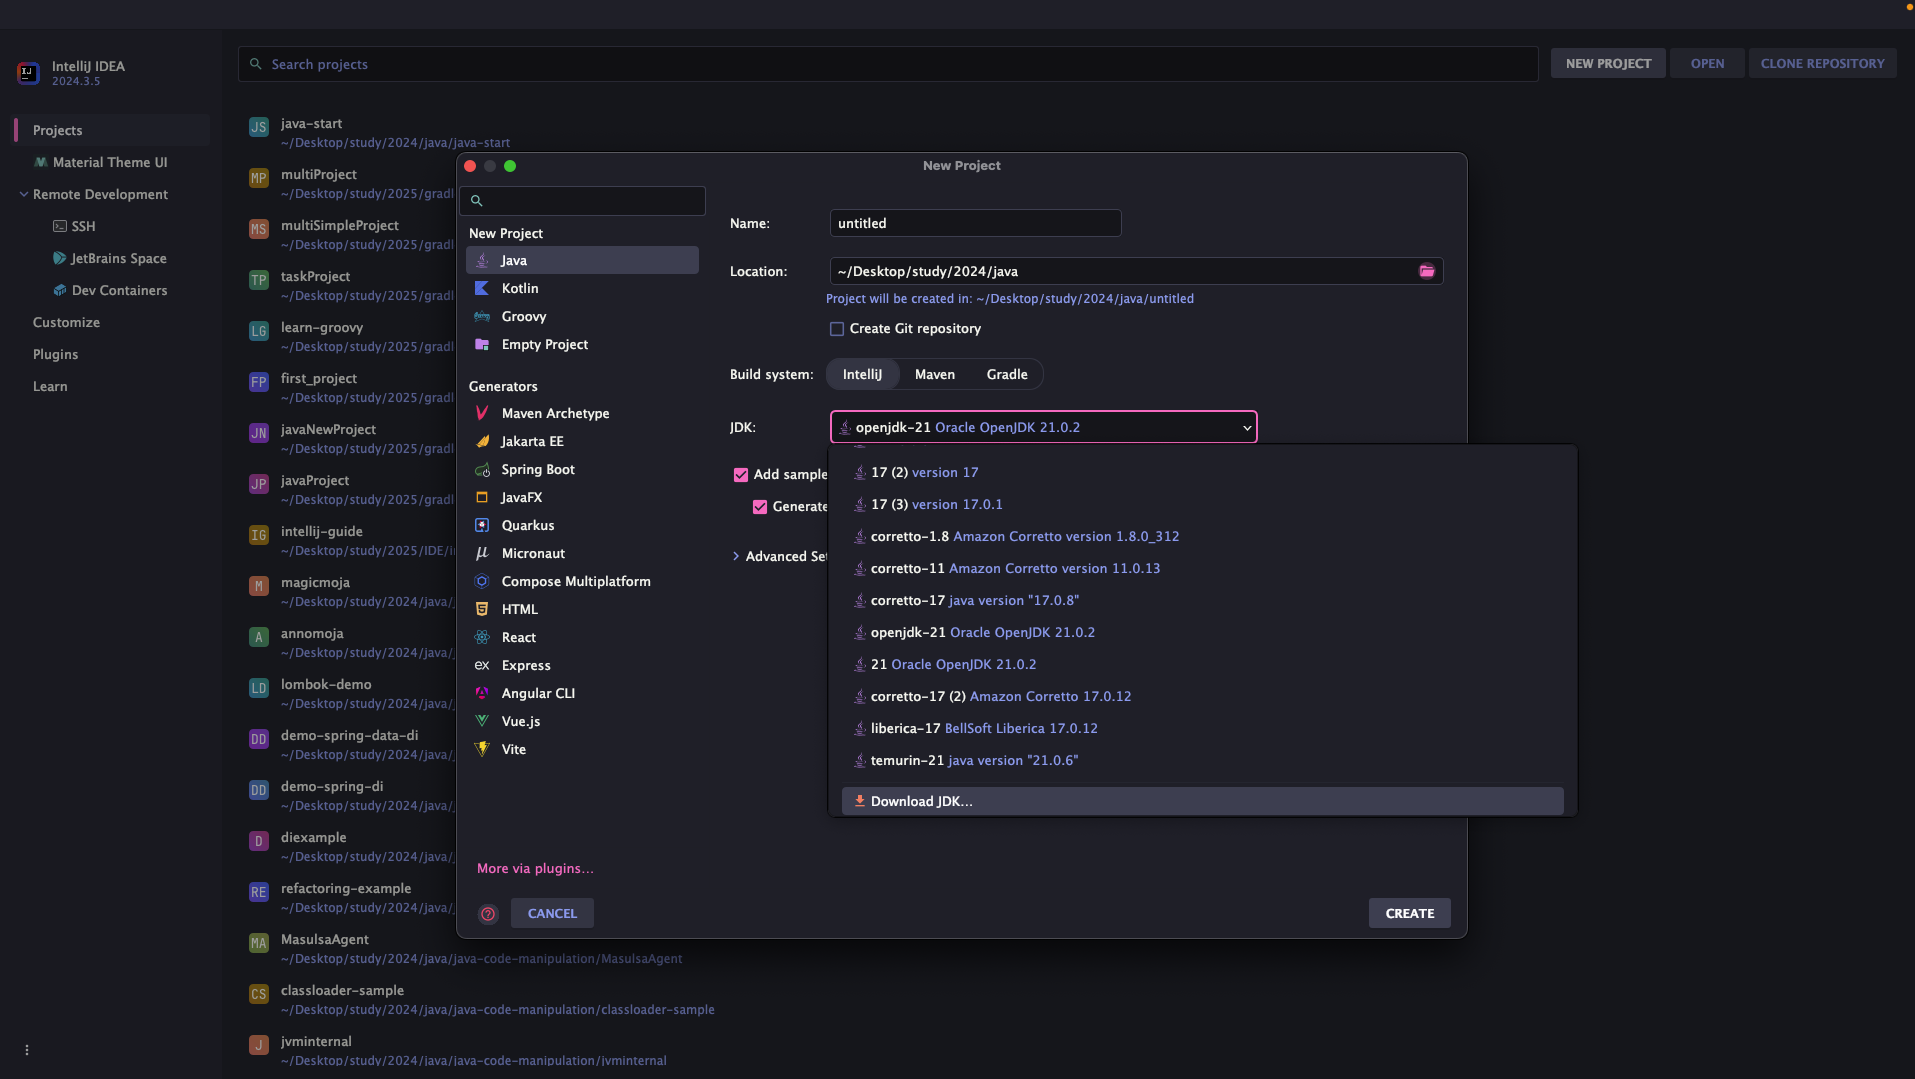 IntelliJ IDEA
2024.3.5
Search projects
NEW PROJECT
OPEN
CLONE REPOSITORY
Projects
Material Theme UI
Remote Development
SSH
JetBrains Space
Dev Containers
Customize
Plugins
Learn
JS
java-start
~/Desktop/study/2024/java/java-start
MP
multiProject
~/Desktop/study/2025/gradl
MS
multiSimpleProject
~/Desktop/study/2025/gradl
TP
taskProject
~/Desktop/study/2025/gradl
LG
learn-groovy
~/Desktop/study/2025/gradl
FP
first_project
~/Desktop/study/2025/gradl
JN
javaNewProject
~/Desktop/study/2025/gradl
JP
javaProject
~/Desktop/study/2025/gradl
IG
intellij-guide
~/Desktop/study/2025/IDE/i
M
magicmoja
~/Desktop/study/2024/java/
A
annomoja
~/Desktop/study/2024/java/
LD
lombok-demo
~/Desktop/study/2024/java/
DD
demo-spring-data-di
~/Desktop/study/2024/java/
DD
demo-spring-di
~/Desktop/study/2024/java/
D
diexample
~/Desktop/study/2024/java/
RE
refactoring-example
~/Desktop/study/2024/java/
MA
MasulsaAgent
~/Desktop/study/2024/java/java-code-manipulation/MasulsaAgent
CS
classloader-sample
~/Desktop/study/2024/java/java-code-manipulation/classloader-sample
J
jvminternal
~/Desktop/study/2024/java/java-code-manipulation/jvminternal
New Project
New Project
Java
Kotlin
Groovy
Empty Project
Generators
Maven Archetype
Jakarta EE
Spring Boot
JavaFX
Quarkus
Micronaut
Compose Multiplatform
HTML
React
ex Express
Angular CLI
Vue.js
Vite
More via plugins...
? CANCEL
Name: untitled
Location: ~/Desktop/study/2024/java
Project will be created in: ~/Desktop/study/2024/java/untitled
Create Git repository
Build system: IntelliJ Maven Gradle
JDK: openjdk-21 Oracle OpenJDK 21.0.2
Add sample
Generate
Advanced Set
17 (2) version 17
17 (3) version 17.0.1
corretto-1.8 Amazon Corretto version 1.8.0_312
corretto-11 Amazon Corretto version 11.0.13
corretto-17 java version "17.0.8"
openjdk-21 Oracle OpenJDK 21.0.2
21 Oracle OpenJDK 21.0.2
corretto-17 (2) Amazon Corretto 17.0.12
liberica-17 BellSoft Liberica 17.0.12
temurin-21 java version "21.0.6"
Download JDK...
CREATE